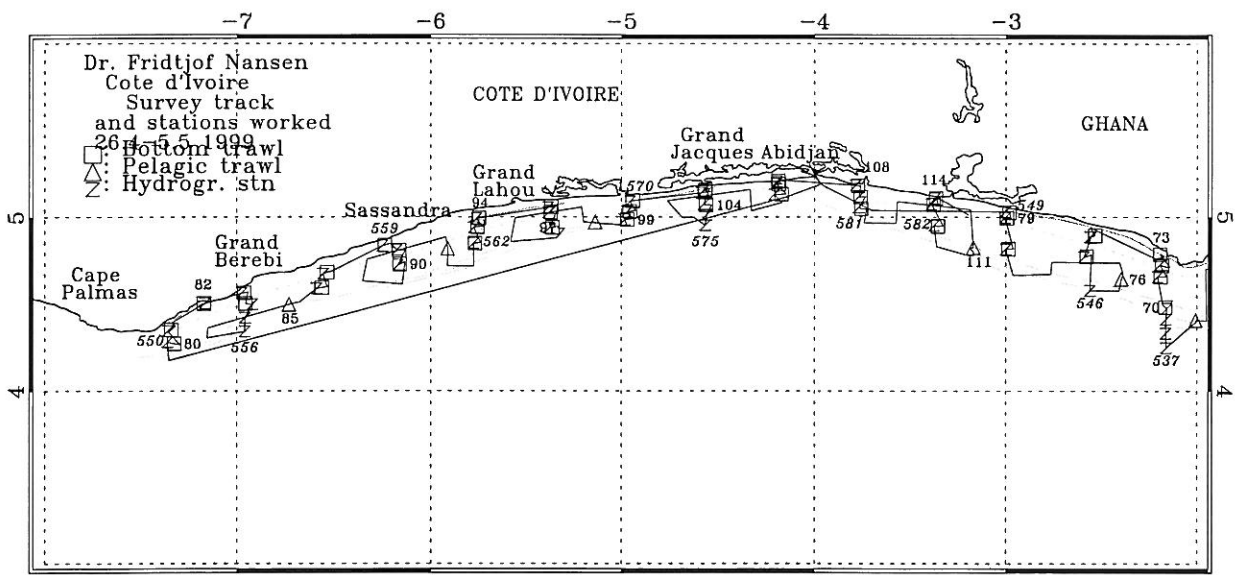 -7 -6 -5 -4 -3
Dr. Fridtjof Nansen
Cote d'Ivoire
Survey track
and stations worked
26.4-5.5 1999
: Bottom trawl
: Pelagic trawl
: Hydrogr. stn
COTE D'IVOIRE
GHANA
Grand
Jacques Abidjan
108
Grand
Lahou
570
114
549
94
Sassandra
559
562
99
104
575
581
582
79
111
5 5
73
Grand
Berebi
90
76
Cape
Palmas
82
85
546
70
550
80
556
537
4 4